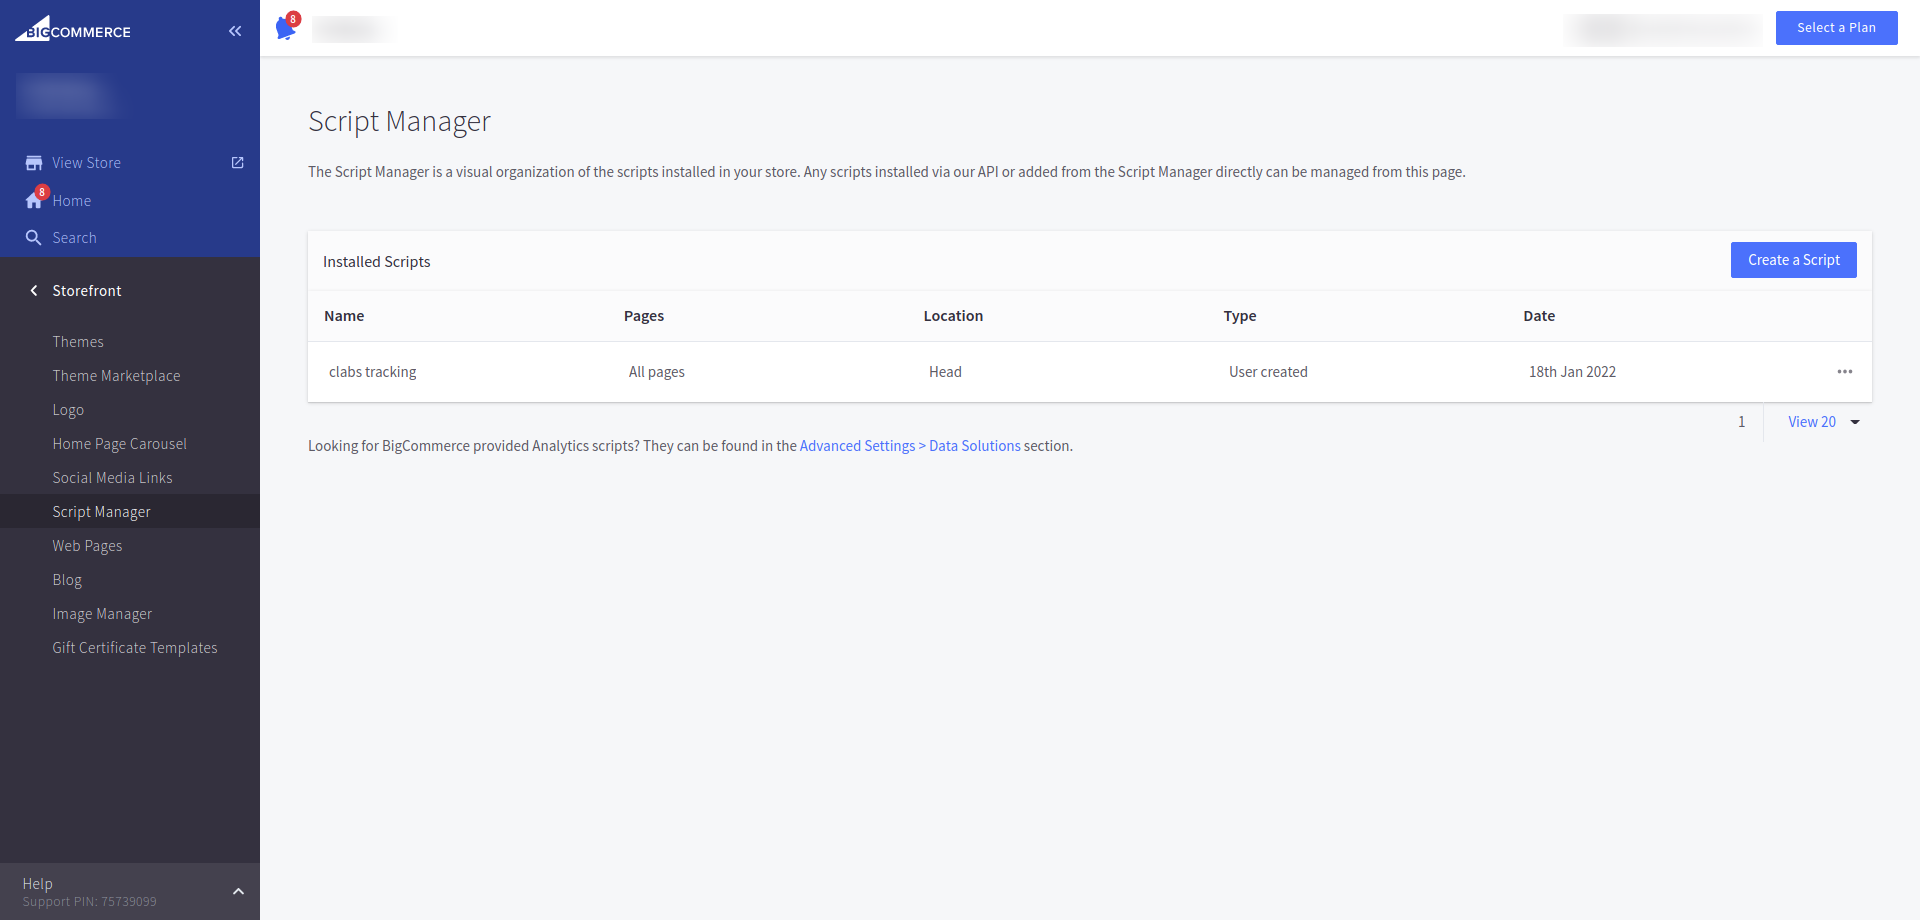 BIGCOMMERCE
View Store
8
Home
Search
Storefront
Themes
Theme Marketplace
Logo
Home Page Carousel
Social Media Links
Script Manager
Web Pages
Blog
Image Manager
Gift Certificate Templates
Help
Support PIN: 75739099
8
Select a Plan
Script Manager
The Script Manager is a visual organization of the scripts installed in your store. Any scripts installed via our API or added from the Script Manager directly can be managed from this page.
Installed Scripts
Create a Script
Name Pages Location Type Date
clabs tracking All pages Head User created 18th Jan 2022
1 View 20
Looking for BigCommerce provided Analytics scripts? They can be found in the Advanced Settings > Data Solutions section.